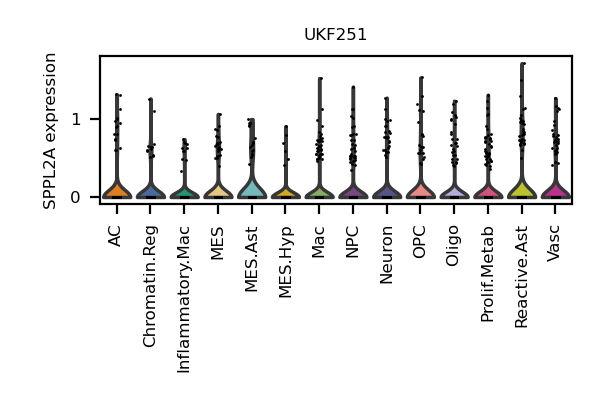 UKF251
SPPL2A expression
1
0
AC
Chromatin.Reg
Inflammatory.Mac
MES
MES.Ast
MES.Hyp
Mac
NPC
Neuron
OPC
Oligo
Prolif.Metab
Reactive.Ast
Vasc